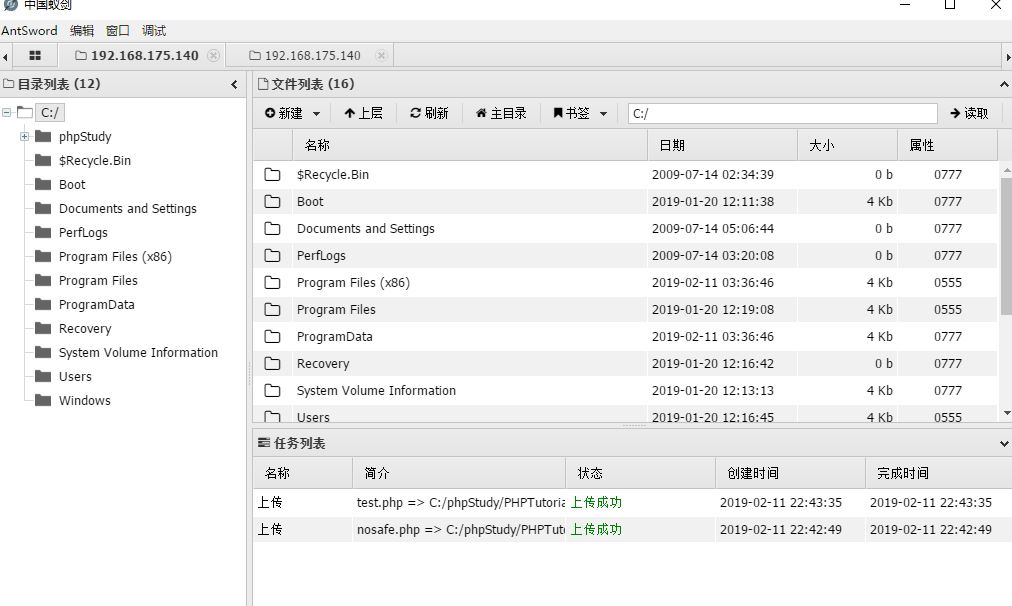 中国蚁剑
AntSword 编辑 窗口 调试
192.168.175.140 192.168.175.140
目录列表 (12)
C:/
phpStudy
$Recycle.Bin
Boot
Documents and Settings
PerfLogs
Program Files (x86)
Program Files
ProgramData
Recovery
System Volume Information
Users
Windows
文件列表 (16)
新建 上层 刷新 主目录 书签 C:/ 读取
名称 日期 大小 属性
$Recycle.Bin 2009-07-14 02:34:39 0 b 0777
Boot 2019-01-20 12:11:38 4 Kb 0777
Documents and Settings 2009-07-14 05:06:44 0 b 0777
PerfLogs 2009-07-14 03:20:08 0 b 0777
Program Files (x86) 2019-02-11 03:36:46 4 Kb 0555
Program Files 2019-01-20 12:19:08 4 Kb 0555
ProgramData 2019-02-11 03:36:46 4 Kb 0777
Recovery 2019-01-20 12:16:42 0 b 0777
System Volume Information 2019-01-20 12:13:13 4 Kb 0777
Users 2019-01-20 12:16:45 4 Kb 0555
任务列表
名称 简介 状态 创建时间 完成时间
上传 test.php => C:/phpStudy/PHPTutoria 上传成功 2019-02-11 22:43:35 2019-02-11 22:43:35
上传 nosafe.php => C:/phpStudy/PHPTut 上传成功 2019-02-11 22:42:49 2019-02-11 22:42:49